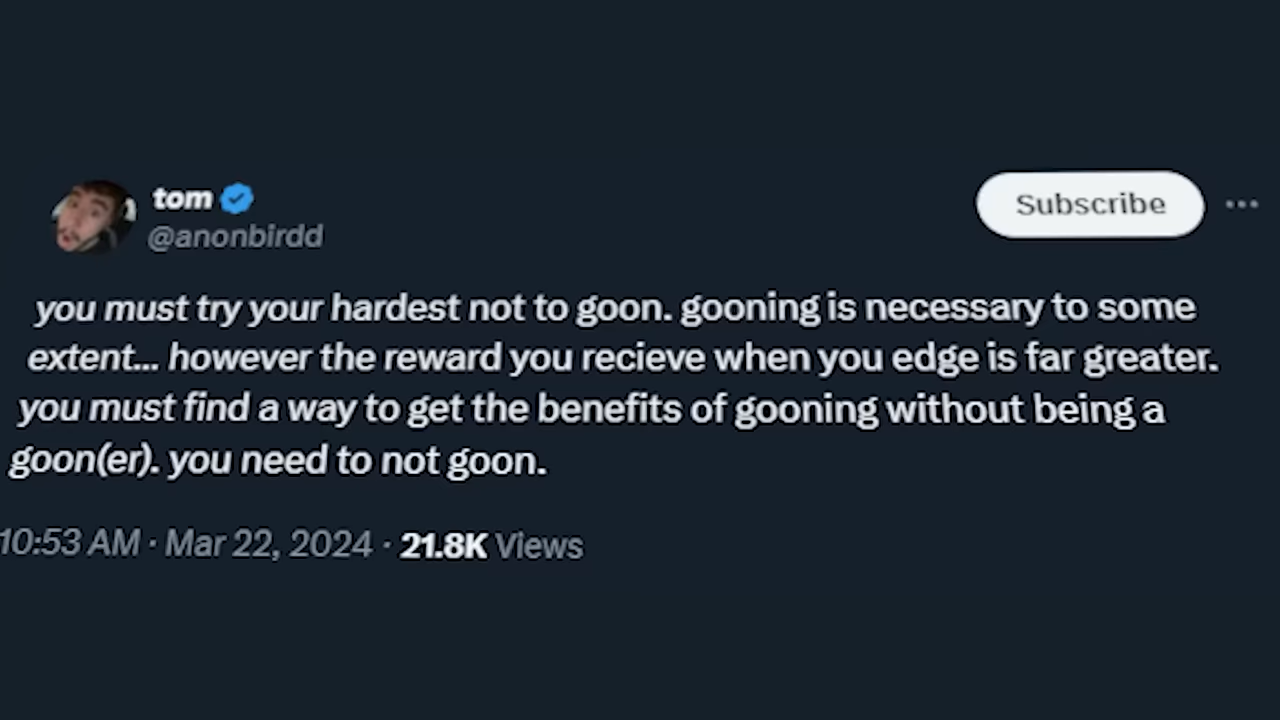 tom
@anonbirdd
Subscribe
you must try your hardest not to goon. gooning is necessary to some
extent... however the reward you recieve when you edge is far greater.
you must find a way to get the benefits of gooning without being a
goon(er). you need to not goon.
10:53 AM · Mar 22, 2024 · 21.8K Views